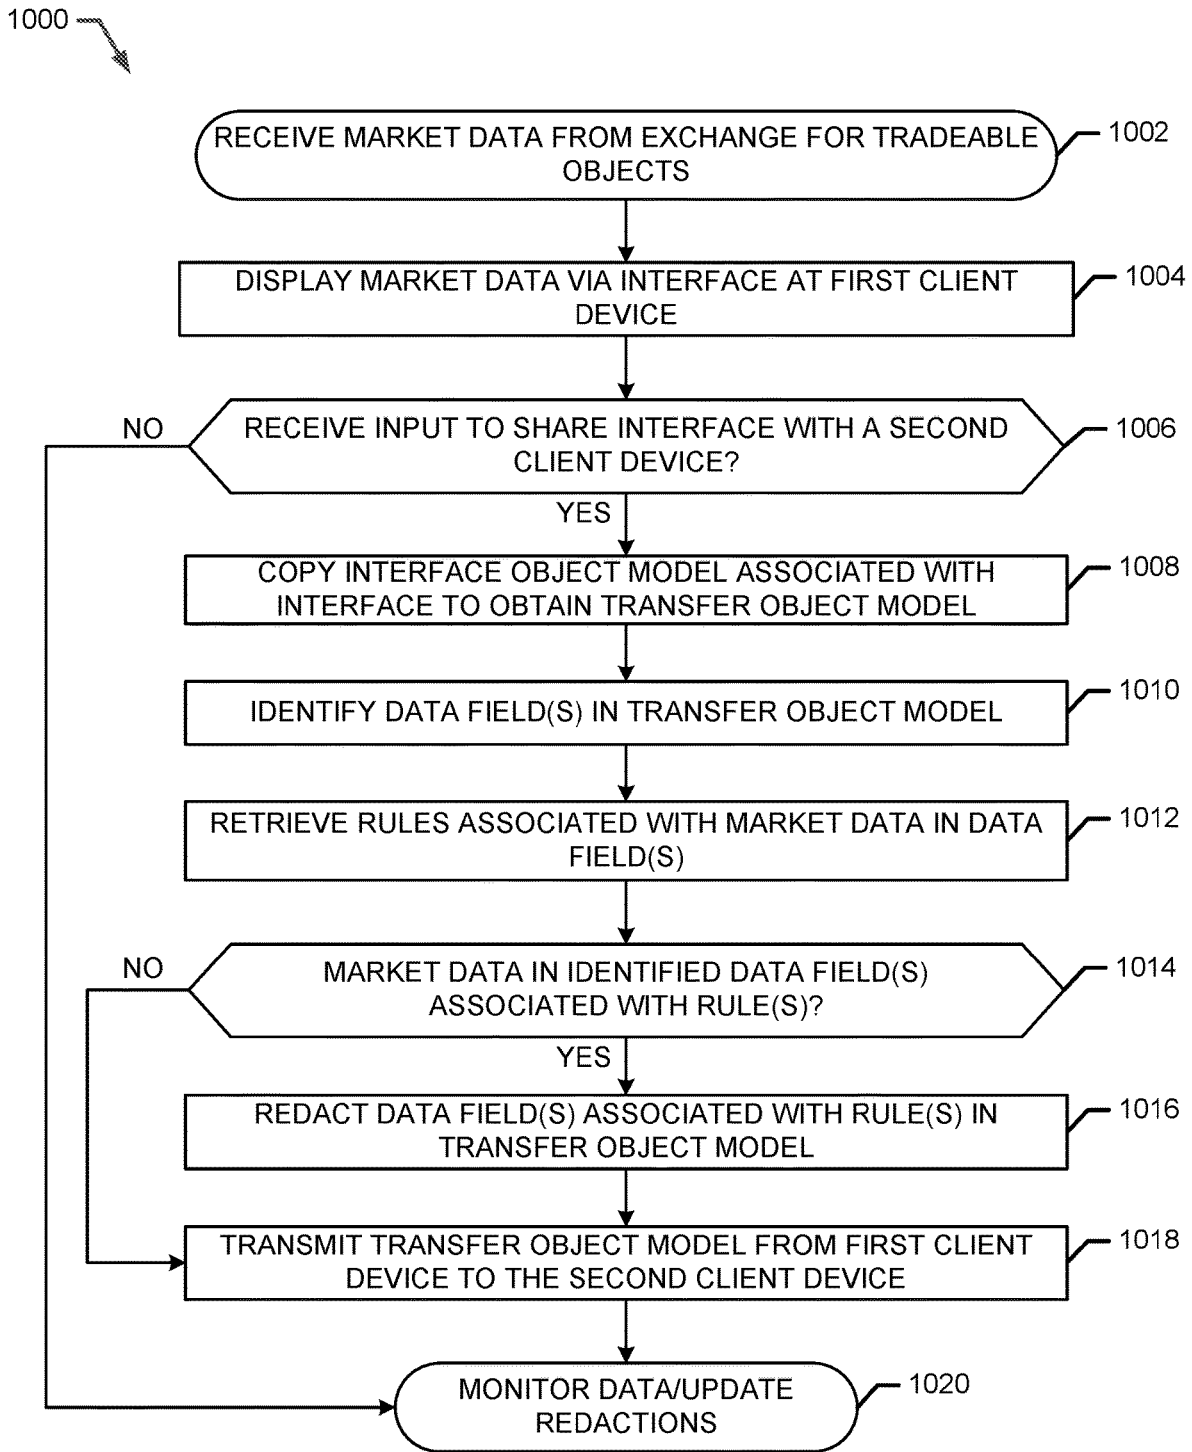 1000
RECEIVE MARKET DATA FROM EXCHANGE FOR TRADEABLE
OBJECTS
1002
DISPLAY MARKET DATA VIA INTERFACE AT FIRST CLIENT
DEVICE
1004
NO
RECEIVE INPUT TO SHARE INTERFACE WITH A SECOND
CLIENT DEVICE?
1006
YES
COPY INTERFACE OBJECT MODEL ASSOCIATED WITH
INTERFACE TO OBTAIN TRANSFER OBJECT MODEL
1008
IDENTIFY DATA FIELD(S) IN TRANSFER OBJECT MODEL
1010
RETRIEVE RULES ASSOCIATED WITH MARKET DATA IN DATA
FIELD(S)
1012
NO
MARKET DATA IN IDENTIFIED DATA FIELD(S)
ASSOCIATED WITH RULE(S)?
1014
YES
REDACT DATA FIELD(S) ASSOCIATED WITH RULE(S) IN
TRANSFER OBJECT MODEL
1016
TRANSMIT TRANSFER OBJECT MODEL FROM FIRST CLIENT
DEVICE TO THE SECOND CLIENT DEVICE
1018
MONITOR DATA/UPDATE
REDACTIONS
1020